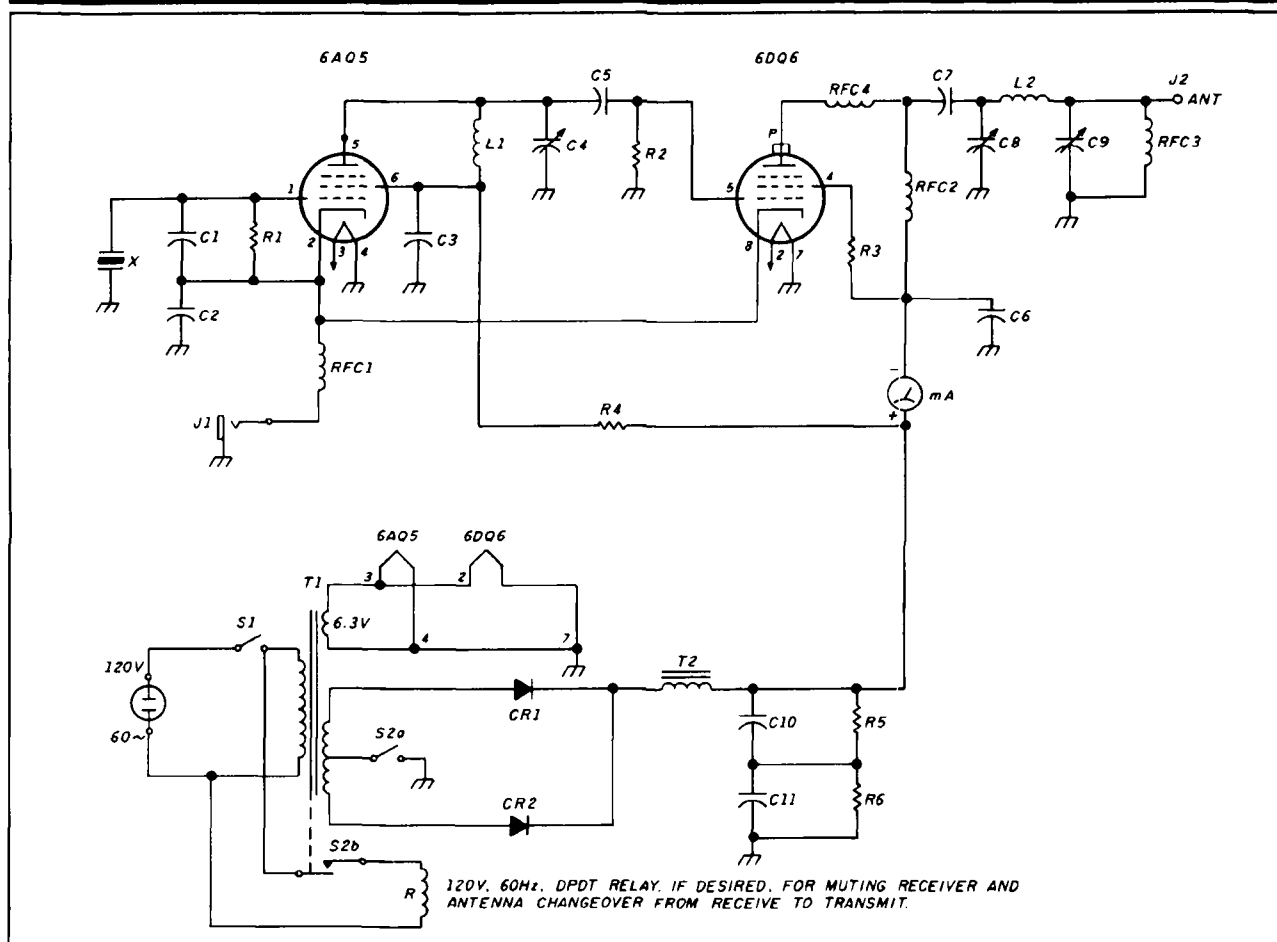 6AQ5
6DQ6
C5
C7
L2
J2
ANT
RFC4
5
P
L1
C4
R2
C8
C9
RFC3
RFC2
1
6
5
4
X
C1
R1
2
3
4
C3
8
2
7
R3
C2
C6
RFC1
-
mA
+
J1
R4
6AQ5
6DQ6
T1
3
2
S1
6.3V
4
7
120V
T2
CR1
C10
R5
60~
S2a
C11
R6
CR2
S2b
R
120V, 60Hz, DPDT RELAY, IF DESIRED, FOR MUTING RECEIVER AND
ANTENNA CHANGEOVER FROM RECEIVE TO TRANSMIT.